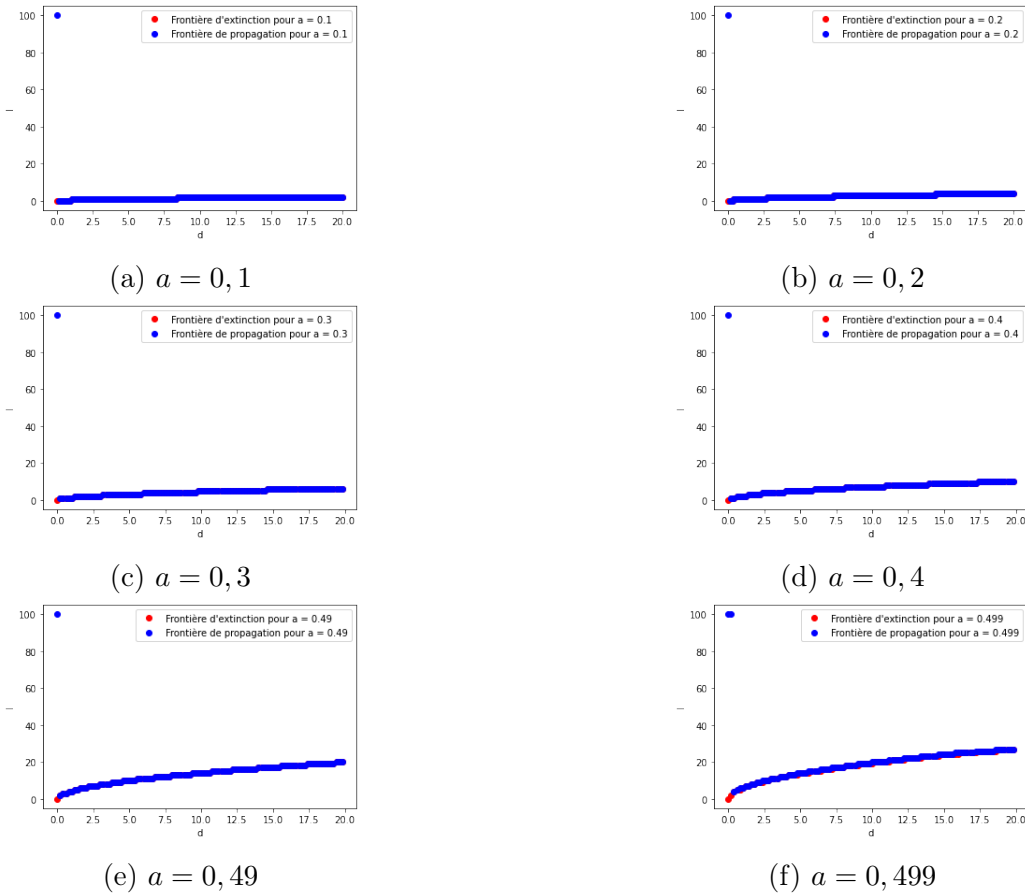 100
80
60
40
20
0
l
Frontière d'extinction pour a = 0.1
Frontière de propagation pour a = 0.1
0.0 2.5 5.0 7.5 10.0 12.5 15.0 17.5 20.0
d
(a) a = 0,1
100
80
60
40
20
0
l
Frontière d'extinction pour a = 0.2
Frontière de propagation pour a = 0.2
0.0 2.5 5.0 7.5 10.0 12.5 15.0 17.5 20.0
d
(b) a = 0,2
100
80
60
40
20
0
l
Frontière d'extinction pour a = 0.3
Frontière de propagation pour a = 0.3
0.0 2.5 5.0 7.5 10.0 12.5 15.0 17.5 20.0
d
(c) a = 0,3
100
80
60
40
20
0
l
Frontière d'extinction pour a = 0.4
Frontière de propagation pour a = 0.4
0.0 2.5 5.0 7.5 10.0 12.5 15.0 17.5 20.0
d
(d) a = 0,4
100
80
60
40
20
0
l
Frontière d'extinction pour a = 0.49
Frontière de propagation pour a = 0.49
0.0 2.5 5.0 7.5 10.0 12.5 15.0 17.5 20.0
d
(e) a = 0,49
100
80
60
40
20
0
l
Frontière d'extinction pour a = 0.499
Frontière de propagation pour a = 0.499
0.0 2.5 5.0 7.5 10.0 12.5 15.0 17.5 20.0
d
(f) a = 0,499